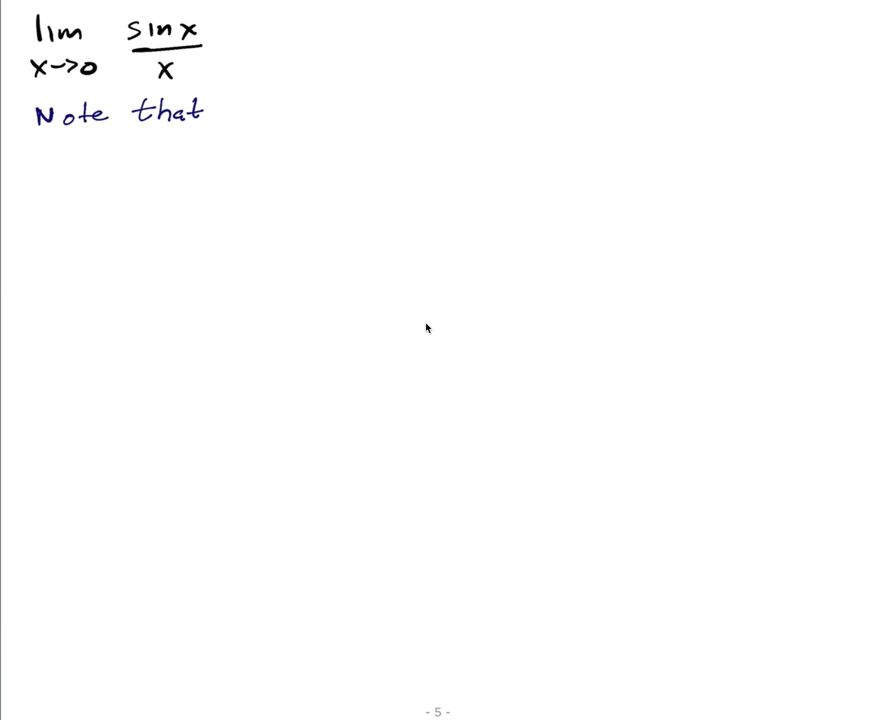 lim sin x
x→0 x
Note that
- 5 -